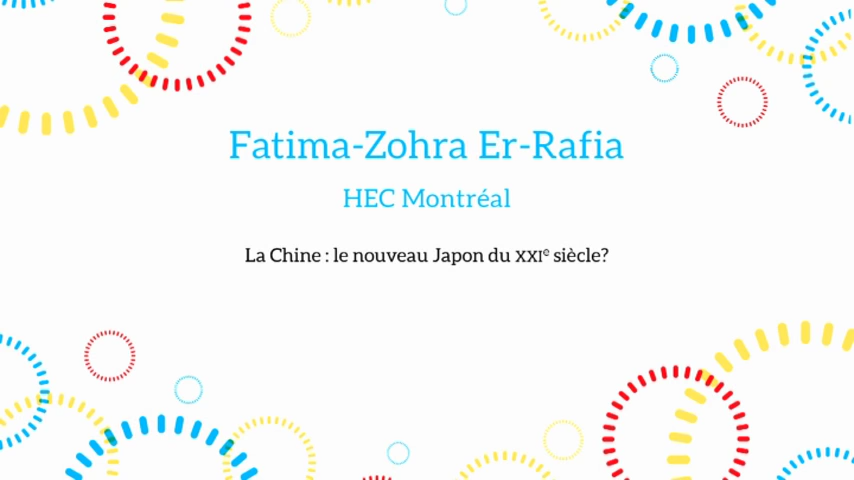 Fatima-Zohra Er-Rafia
HEC Montréal
La Chine : le nouveau Japon du XXIᵉ siècle?